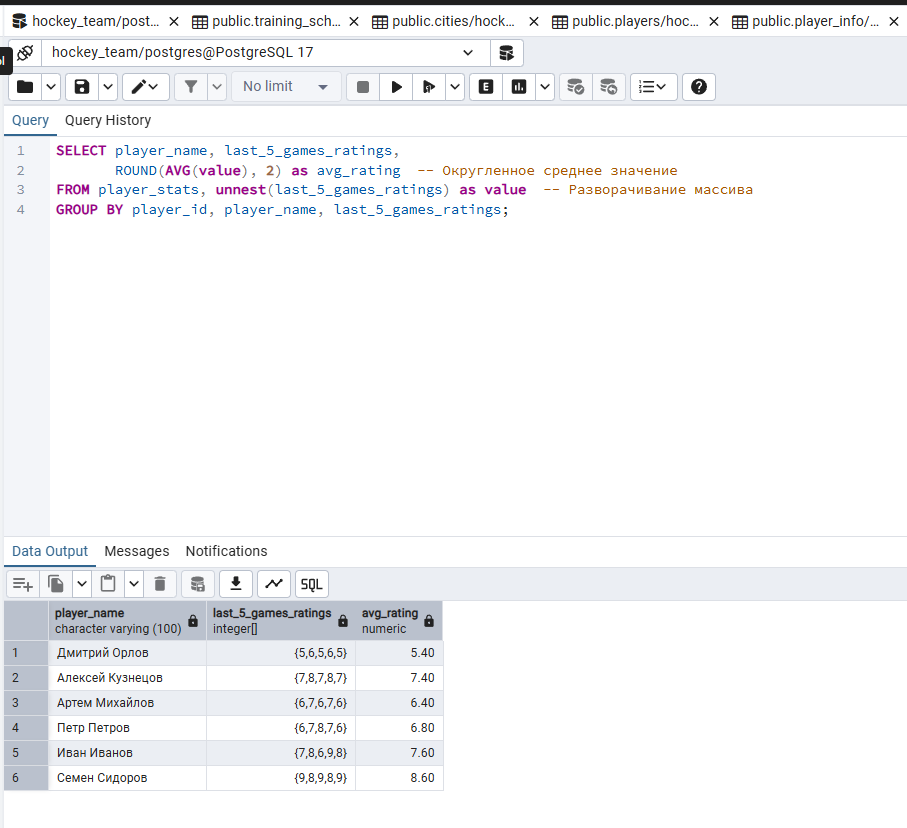 hockey_team/post... public.training_sch... public.cities/hock... public.players/hoc... public.player_info/...
hockey_team/postgres@PostgreSQL 17
No limit
Query Query History
1 SELECT player_name, last_5_games_ratings,
2 ROUND(AVG(value), 2) as avg_rating -- Округленное среднее значение
3 FROM player_stats, unnest(last_5_games_ratings) as value -- Разворачивание массива
4 GROUP BY player_id, player_name, last_5_games_ratings;
Data Output Messages Notifications
SQL
player_name last_5_games_ratings avg_rating
character varying (100) integer[] numeric
1 Дмитрий Орлов {5,6,5,6,5} 5.40
2 Алексей Кузнецов {7,8,7,8,7} 7.40
3 Артем Михайлов {6,7,6,7,6} 6.40
4 Петр Петров {6,7,8,7,6} 6.80
5 Иван Иванов {7,8,6,9,8} 7.60
6 Семен Сидоров {9,8,9,8,9} 8.60